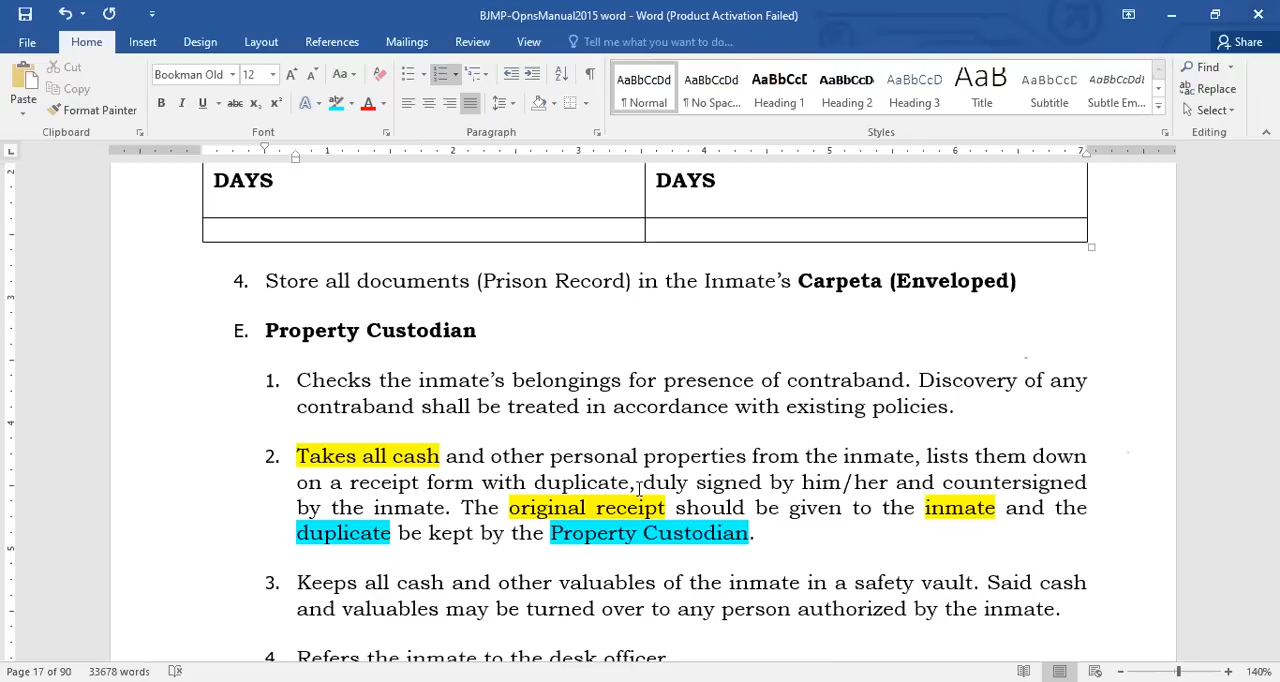 BJMP-OpnsManual2015 word - Word (Product Activation Failed)
File Home Insert Design Layout References Mailings Review View Tell me what you want to do... Share
Paste
Cut
Copy
Format Painter
Clipboard
Bookman Old 12
Font
Paragraph
AaBbCcDd AaBbCcDd AaBbCcI AaBbCcD AaBbCcD AaB AaBbCcD AaBbCcDd
¶ Normal ¶ No Spac... Heading 1 Heading 2 Heading 3 Title Subtitle Subtle Em...
Styles
Find
Replace
Select
Editing
1 2 3 4 5 6 7
DAYS DAYS
4. Store all documents (Prison Record) in the Inmate’s Carpeta (Enveloped)
E. Property Custodian
1. Checks the inmate’s belongings for presence of contraband. Discovery of any
contraband shall be treated in accordance with existing policies.
2. Takes all cash and other personal properties from the inmate, lists them down
on a receipt form with duplicate, duly signed by him/her and countersigned
by the inmate. The original receipt should be given to the inmate and the
duplicate be kept by the Property Custodian.
3. Keeps all cash and other valuables of the inmate in a safety vault. Said cash
and valuables may be turned over to any person authorized by the inmate.
4. Refers the inmate to the desk officer.
Page 17 of 90 33678 words 140%